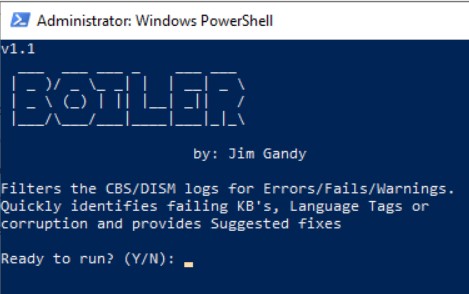 Administrator: Windows PowerShell
v1.1
BOILER
by: Jim Gandy
Filters the CBS/DISM logs for Errors/Fails/Warnings.
Quickly identifies failing KB's, Language Tags or
corruption and provides Suggested fixes
Ready to run? (Y/N):